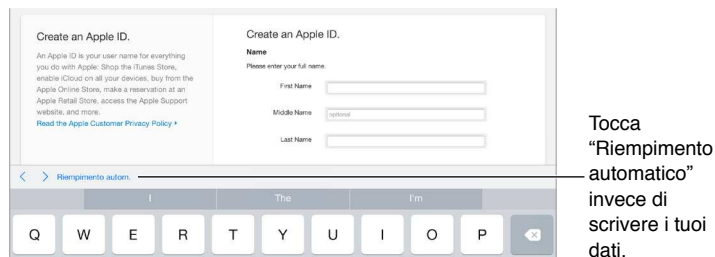 Create an Apple ID.
An Apple ID is your user name for everything
you do with Apple: Shop the iTunes Store,
enable iCloud on all your devices, buy from the
Apple Online Store, make a reservation at an
Apple Retail Store, access the Apple Support
website, and more.
Read the Apple Customer Privacy Policy
Create an Apple ID.
Name
Please enter your full name.
First Name
Middle Name optional
Last Name
Riempimento autom.
I The I'm
Q W E R T Y U I O P
Tocca
“Riempimento
automatico”
invece di
scrivere i tuoi
dati.